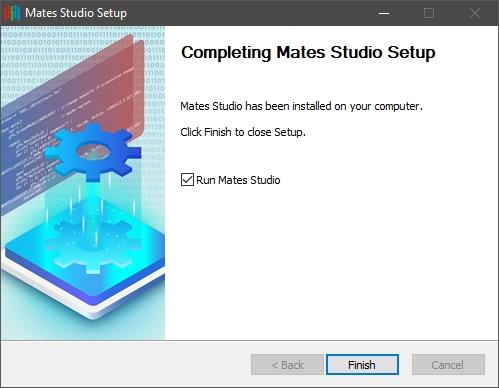 Mates Studio Setup
Completing Mates Studio Setup
Mates Studio has been installed on your computer.
Click Finish to close Setup.
Run Mates Studio
< Back
Finish
Cancel